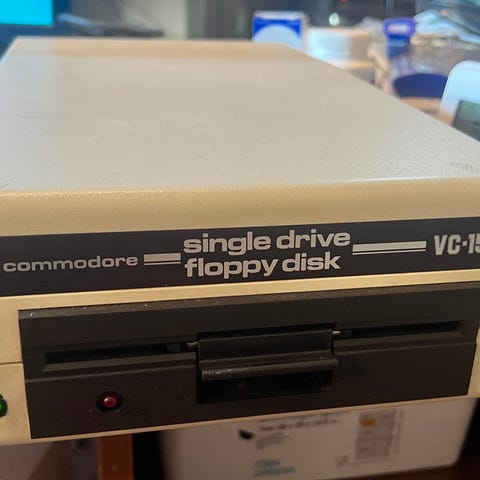 commodore
single drive
floppy disk
VC-15